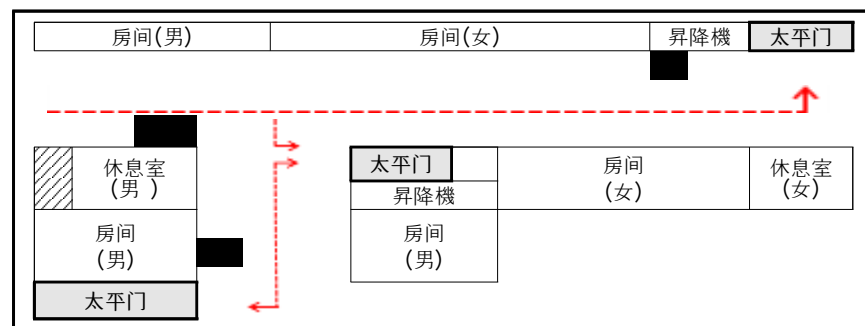 房间(男)
房间(女)
昇降機
太平门
休息室
(男 )
太平门
昇降機
房间
(女)
休息室
(女)
房间
(男)
房间
(男)
太平门